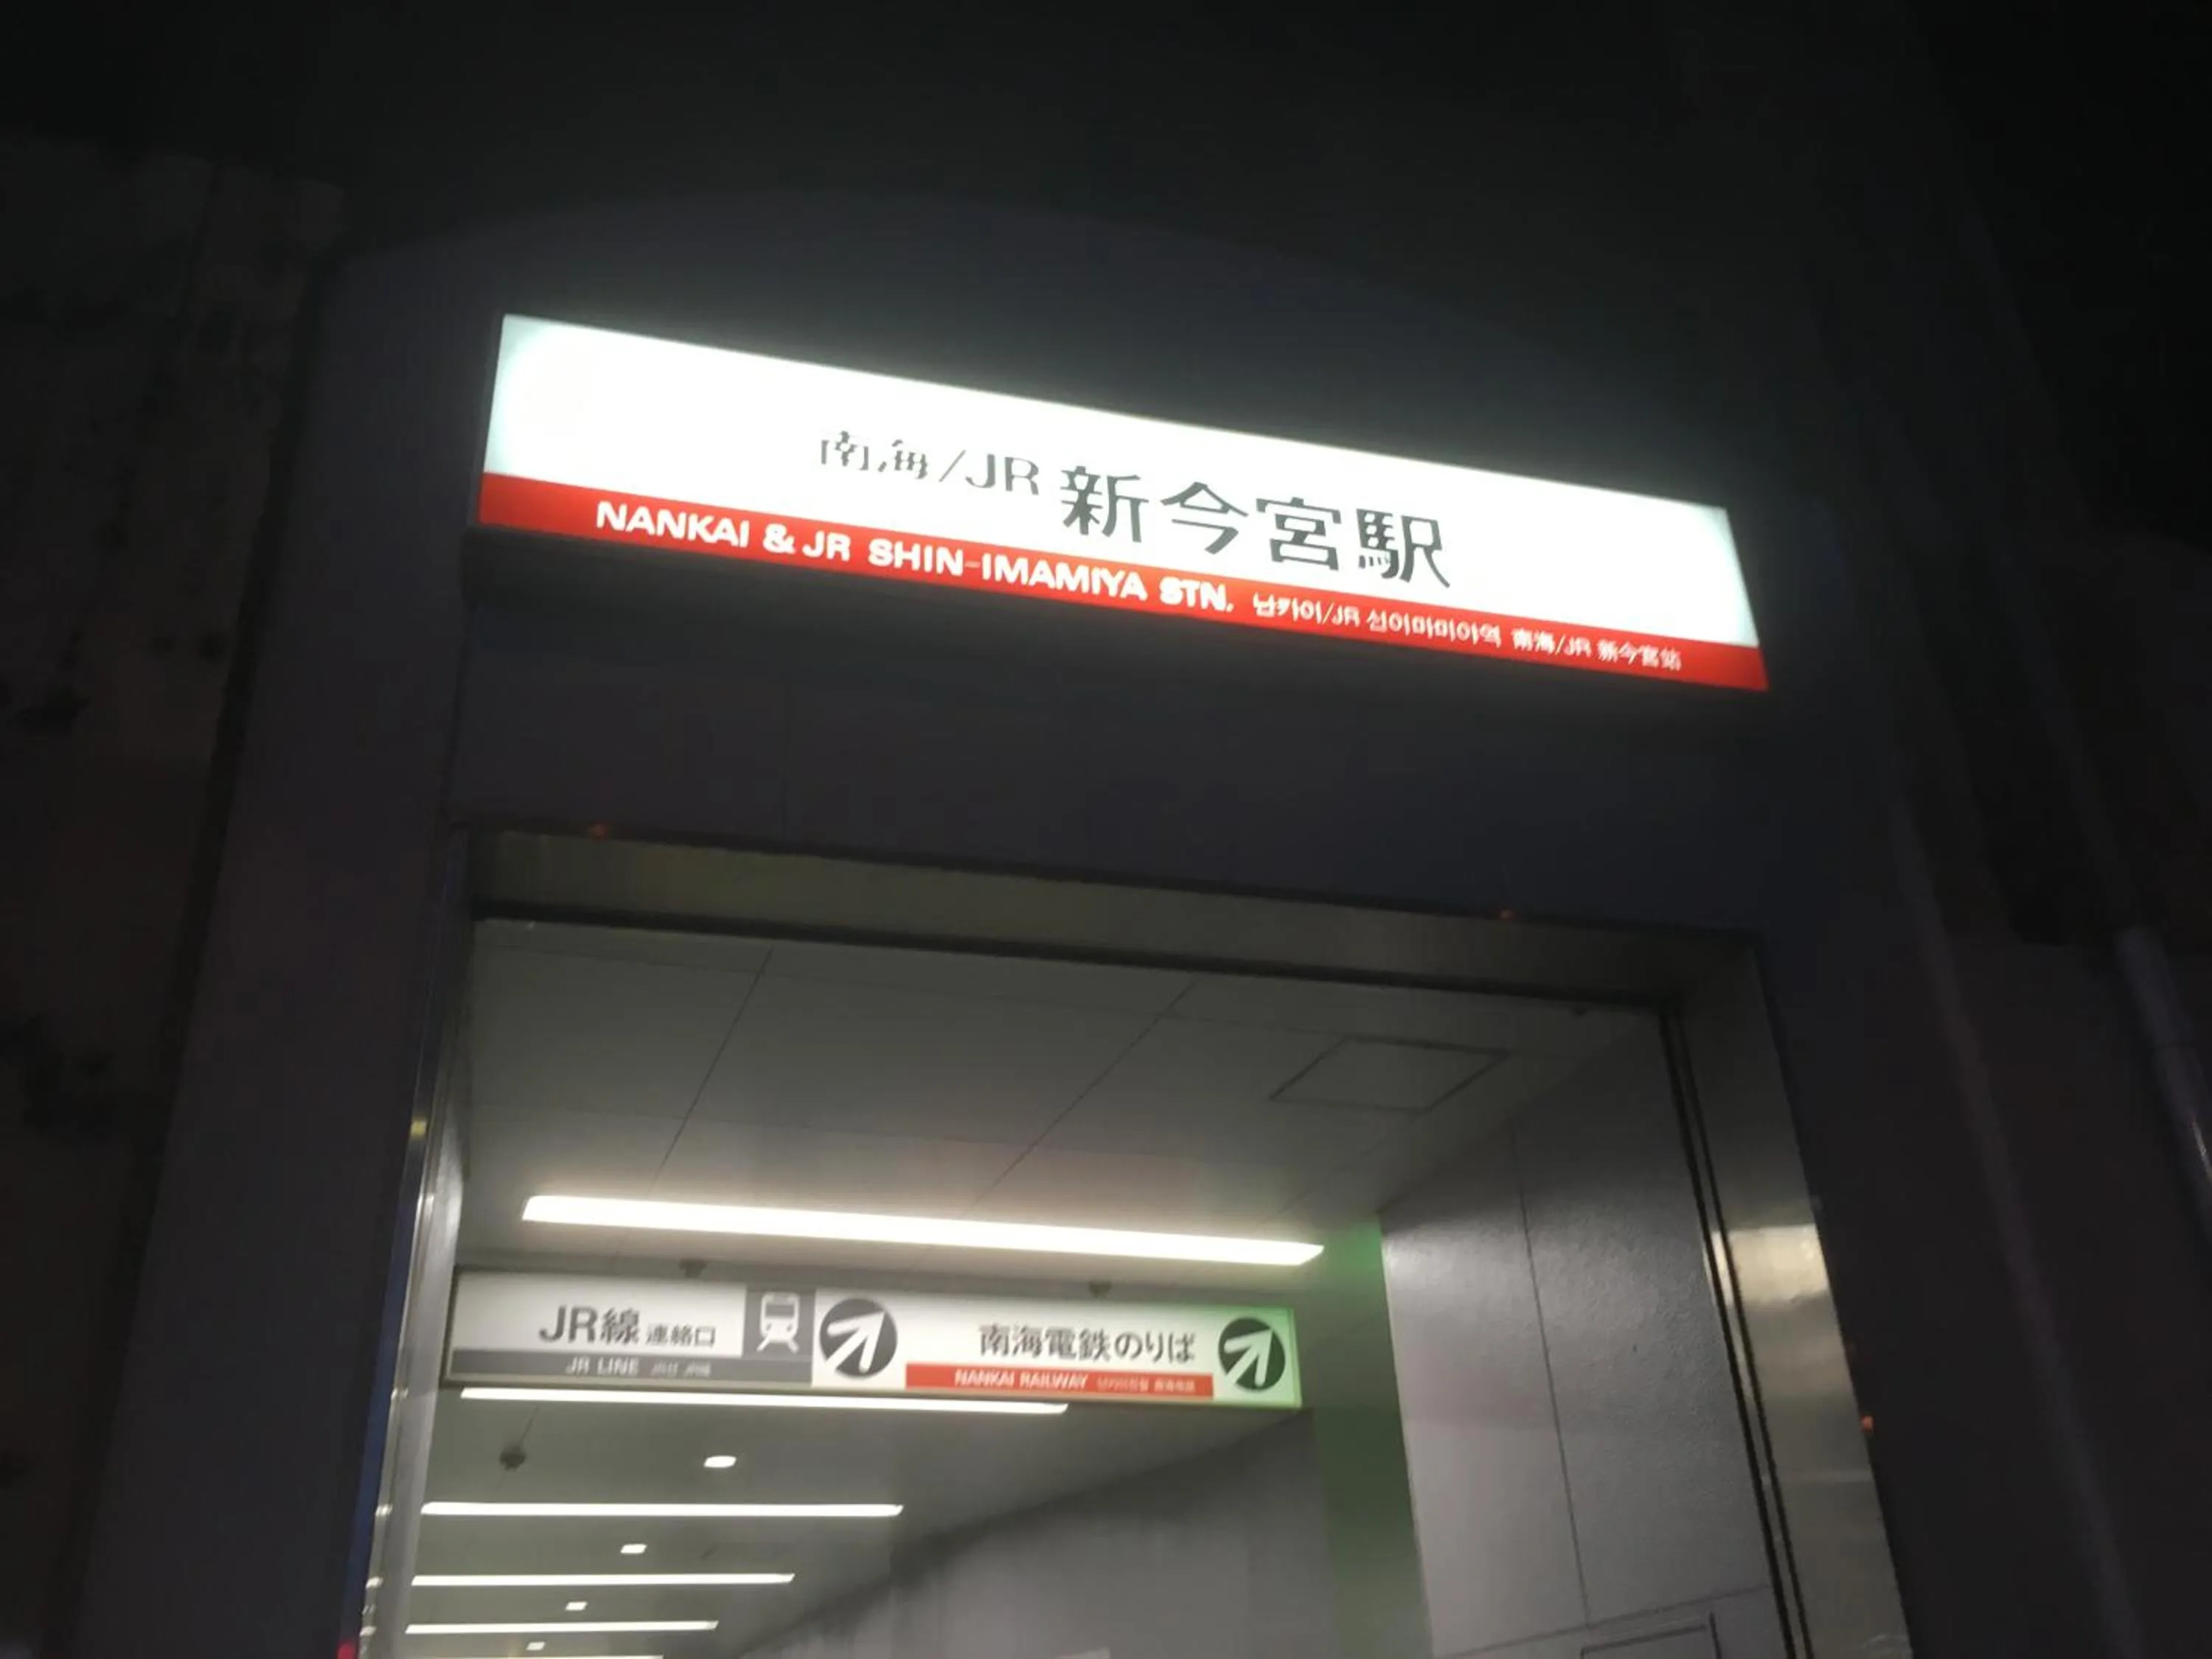 南海/JR 新今宮駅
NANKAI & JR SHIN-IMAMIYA STN. 난카이/JR 신이마미야역 南海/JR 新今宮站
JR線 連絡口
JR LINE
南海電鉄のりば
NANKAI RAILWAY